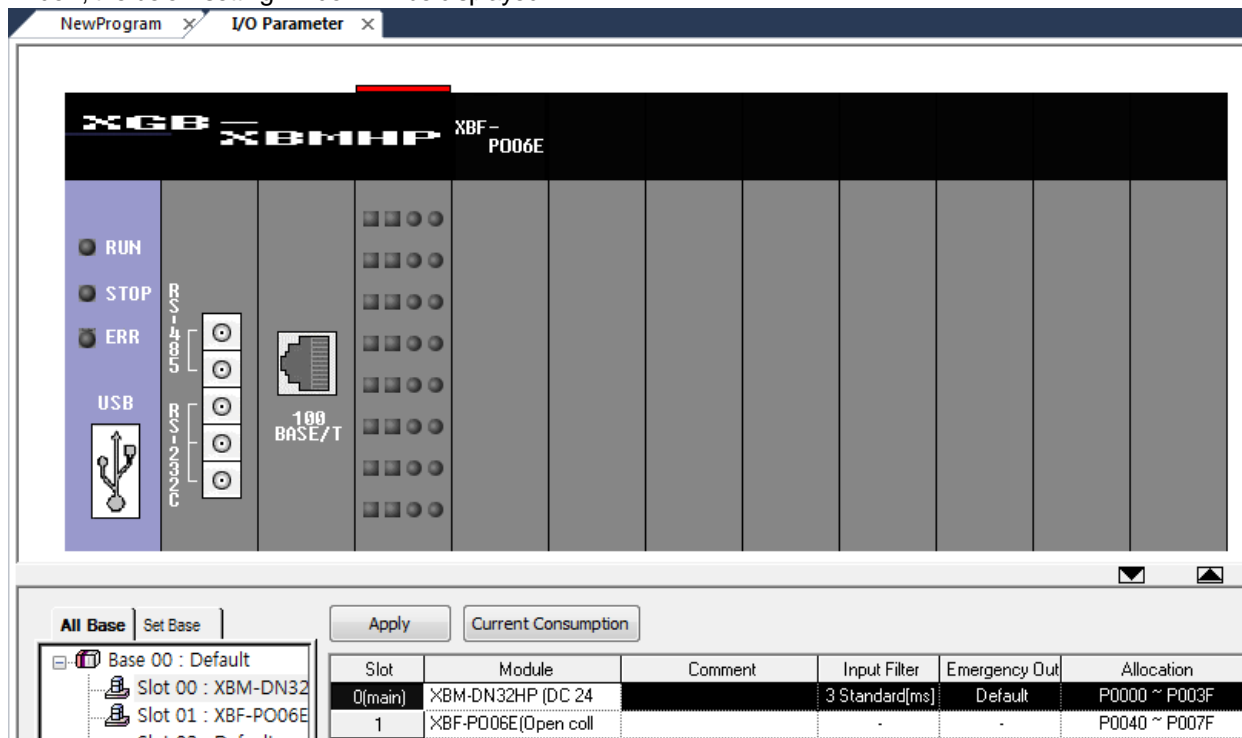 NewProgram × I/O Parameter ×
XGB-XBMHP XBF-PO06E
RUN
STOP
ERR
RS-485
USB
RS-232C
100
BASE/T
All Base Set Base Apply Current Consumption
Base 00 : Default
Slot 00 : XBM-DN32
Slot 01 : XBF-PO06E
Slot Module Comment Input Filter Emergency Out Allocation
0(main) XBM-DN32HP (DC 24 3 Standard[ms] Default P0000 ~ P003F
1 XBF-PO06E(Open coll - - P0040 ~ P007F